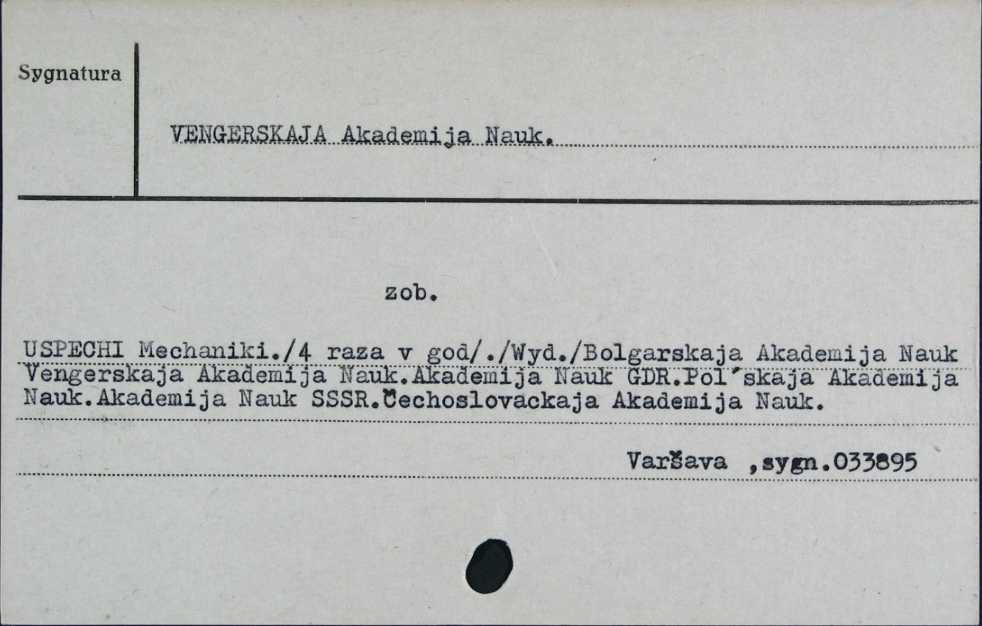 Sygnatura
VENGERSKAJA Akademija Nauk.
zob.
USPECHI Mechaniki./4 raza v god/./Wyd./Bolgarskaja Akademija Nauk
Vengerskaja Akademija Nauk.Akademija Nauk GDR.Pol´skaja Akademija
Nauk.Akademija Nauk SSSR.Čechoslovackaja Akademija Nauk.
Varšava ,sygn.033895